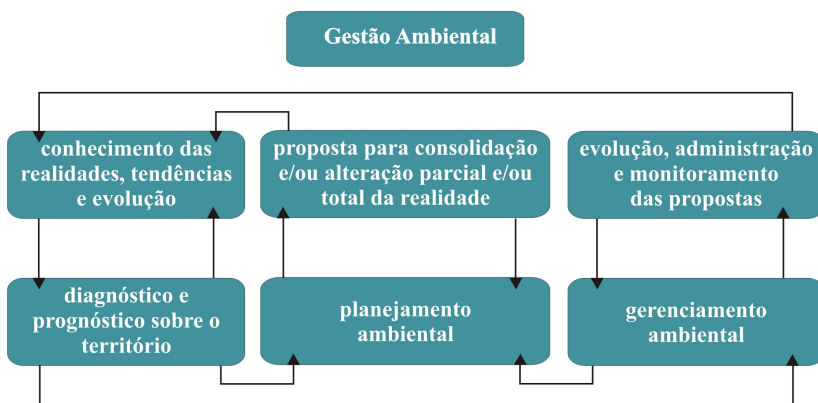 Gestão Ambiental
conhecimento das
realidades, tendências
e evolução
proposta para consolidação
e/ou alteração parcial e/ou
total da realidade
evolução, administração
e monitoramento
das propostas
diagnóstico e
prognóstico sobre o
território
planejamento
ambiental
gerenciamento
ambiental